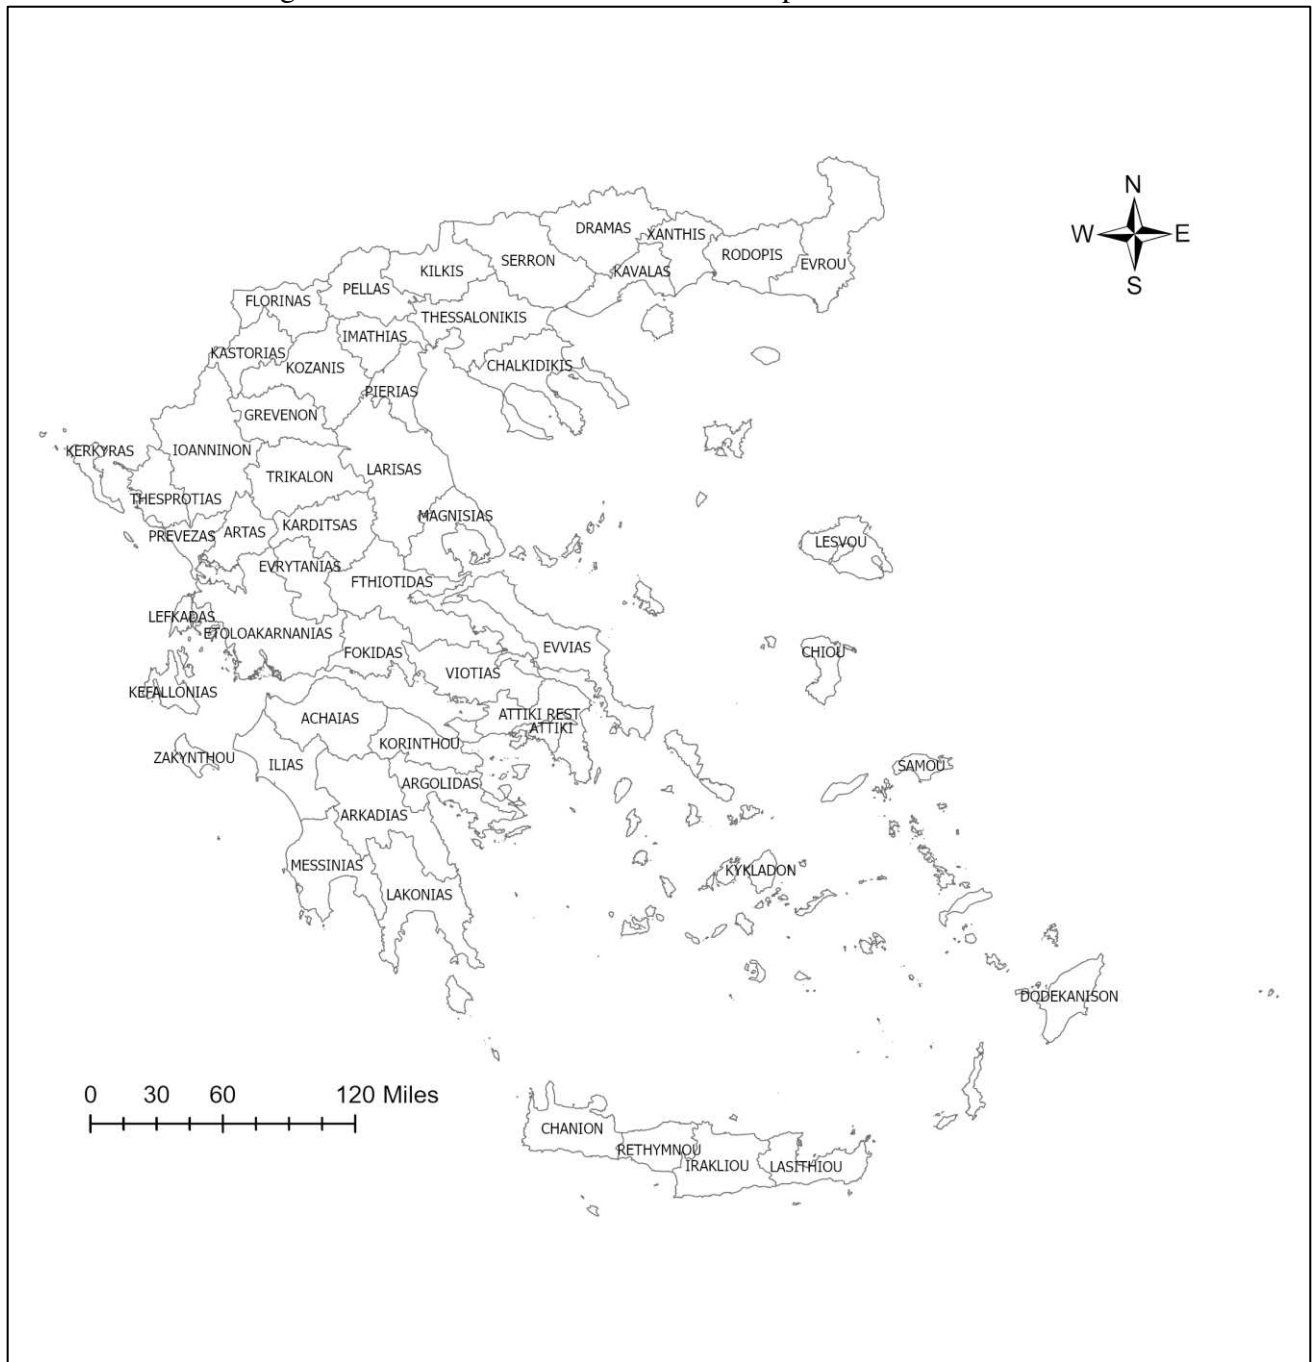 N
W E
S
DRAMAS
XANTHIS
RODOPIS
EVROU
SERRON
KAVALAS
KILKIS
PELLAS
FLORINAS
THESSALONIKIS
IMATHIAS
KASTORIAS
KOZANIS
CHALKIDIKIS
PIERIAS
GREVENON
KERKYRAS
IOANNINON
LARISAS
TRIKALON
THESPROTIAS
MAGNISIAS
KARDITSAS
PREVEZAS
ARTAS
LESVOU
EVRYTANIAS
FTHIOTIDAS
LEFKADAS
ETOLOAKARNANIAS
EVVIAS
FOKIDAS
CHIOU
VIOTIAS
KEFALLONIAS
ACHAIAS
ATTIKI REST
ATTIKI
KORINTHOU
ZAKYNTHOU
ILIAS
SAMOU
ARGOLIDAS
ARKADIAS
MESSINIAS
KYKLADON
LAKONIAS
DODEKANISON
0 30 60 120 Miles
CHANION
RETHYMNOU
IRAKLIOU
LASITHIOU